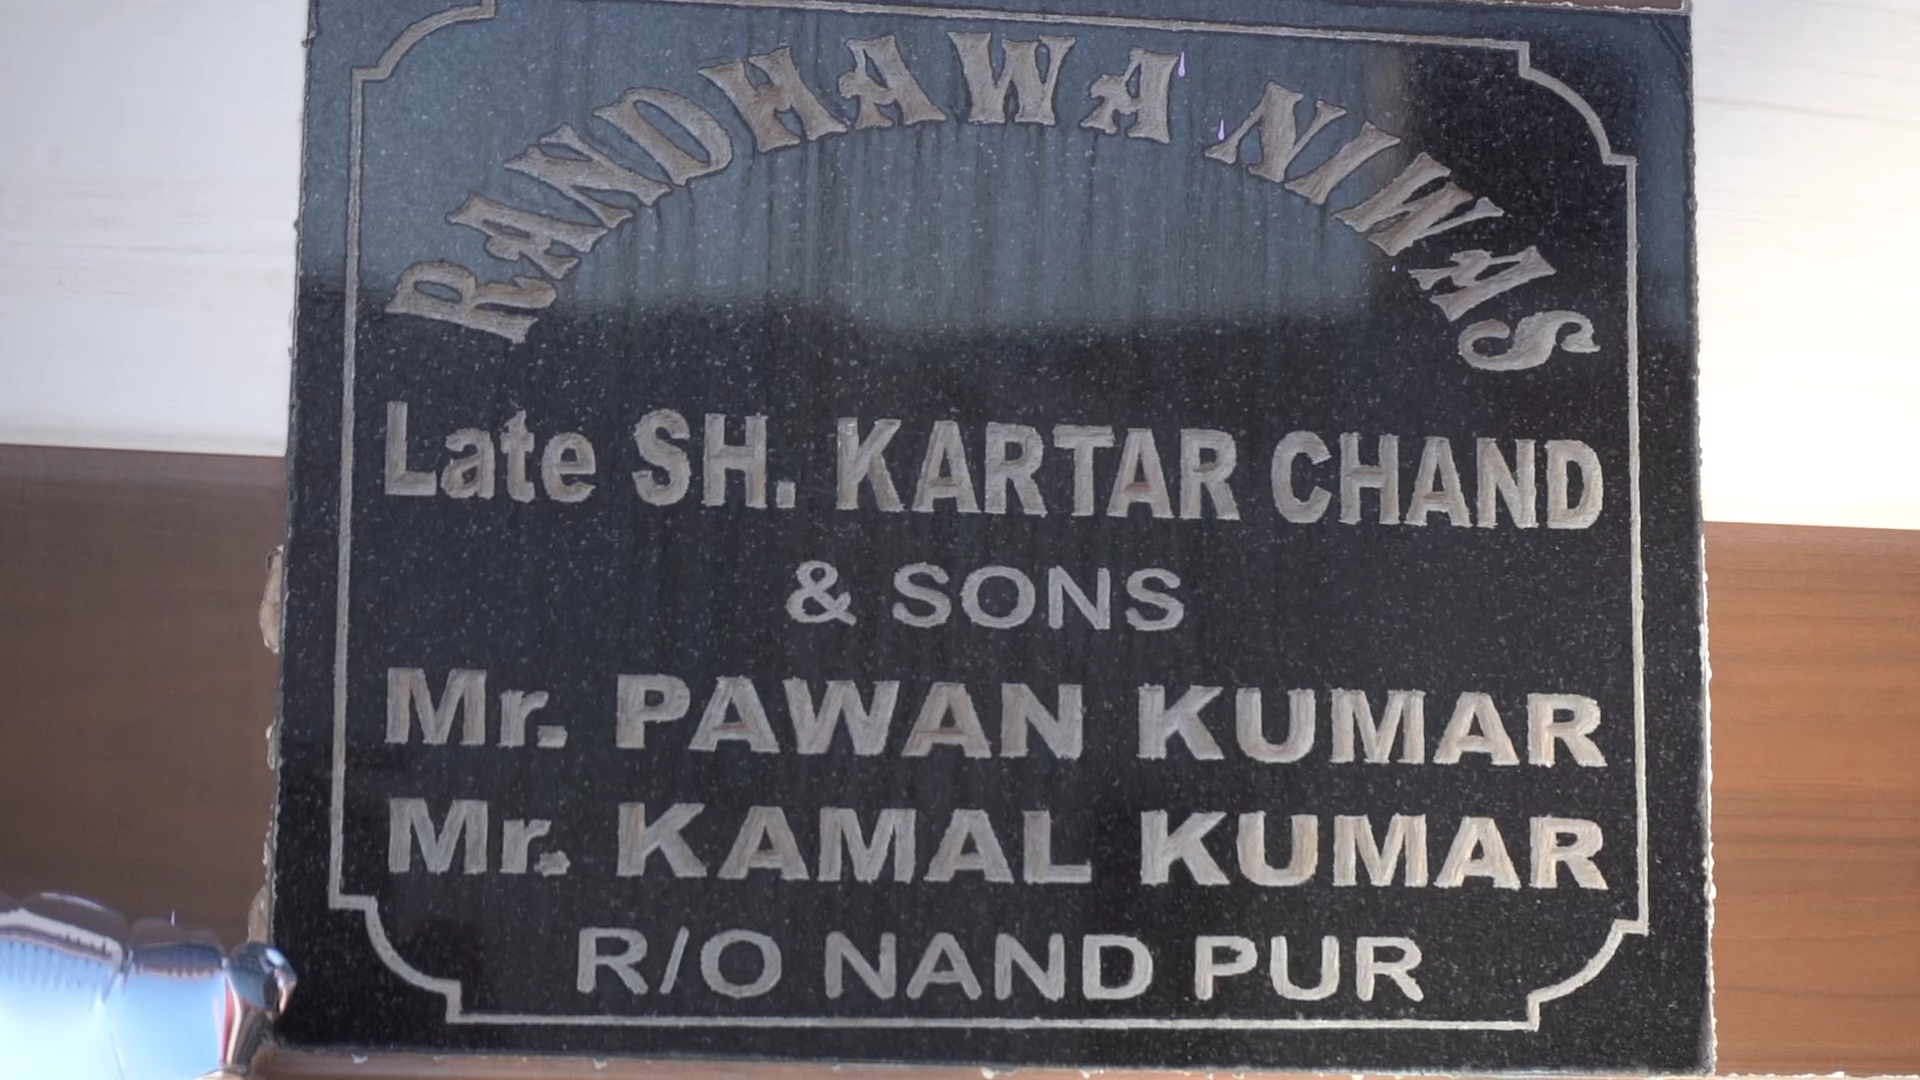 RANDHAWA NIWAS
Late SH. KARTAR CHAND
& SONS
Mr. PAWAN KUMAR
Mr. KAMAL KUMAR
R/O NAND PUR